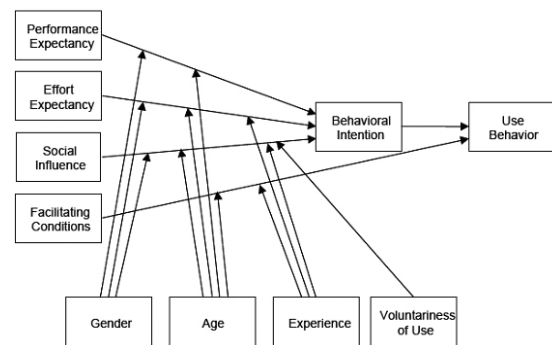 Performance
Expectancy
Effort
Expectancy
Social
Influence
Facilitating
Conditions
Behavioral
Intention
Use
Behavior
Gender
Age
Experience
Voluntariness
of Use